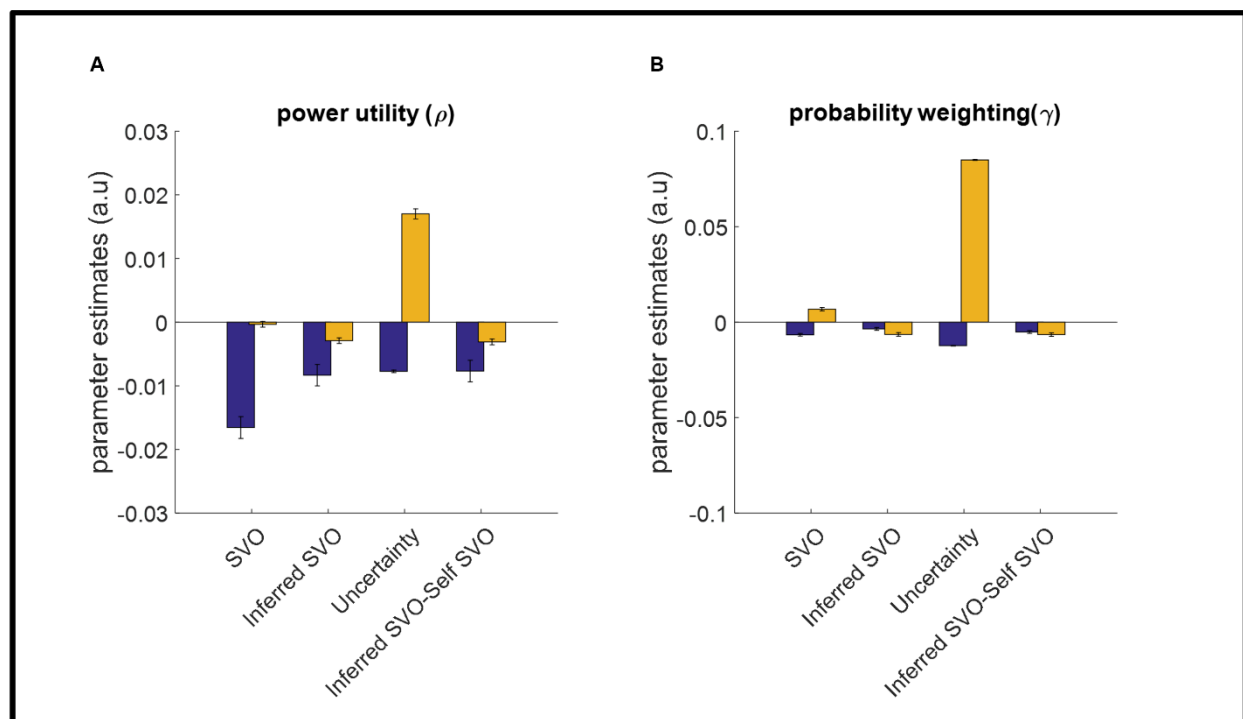 A
B
power utility (ρ)
probability weighting(γ)
parameter estimates (a.u)
0.03
0.02
0.01
0
-0.01
-0.02
-0.03
SVO
Inferred SVO
Uncertainty
Inferred SVO-Self SVO
parameter estimates (a.u)
0.1
0.05
0
-0.05
-0.1
SVO
Inferred SVO
Uncertainty
Inferred SVO-Self SVO